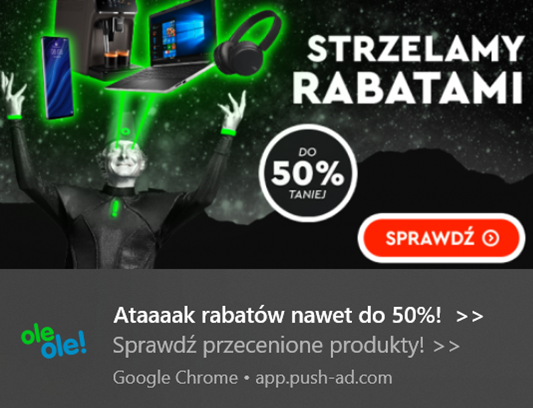 STRZELAMY
RABATAMI
DO
50%
TANIEJ
SPRAWDŹ
ole
ole!
Ataaaak rabatów nawet do 50%! >>
Sprawdź przecenione produkty! >>
Google Chrome • app.push-ad.com